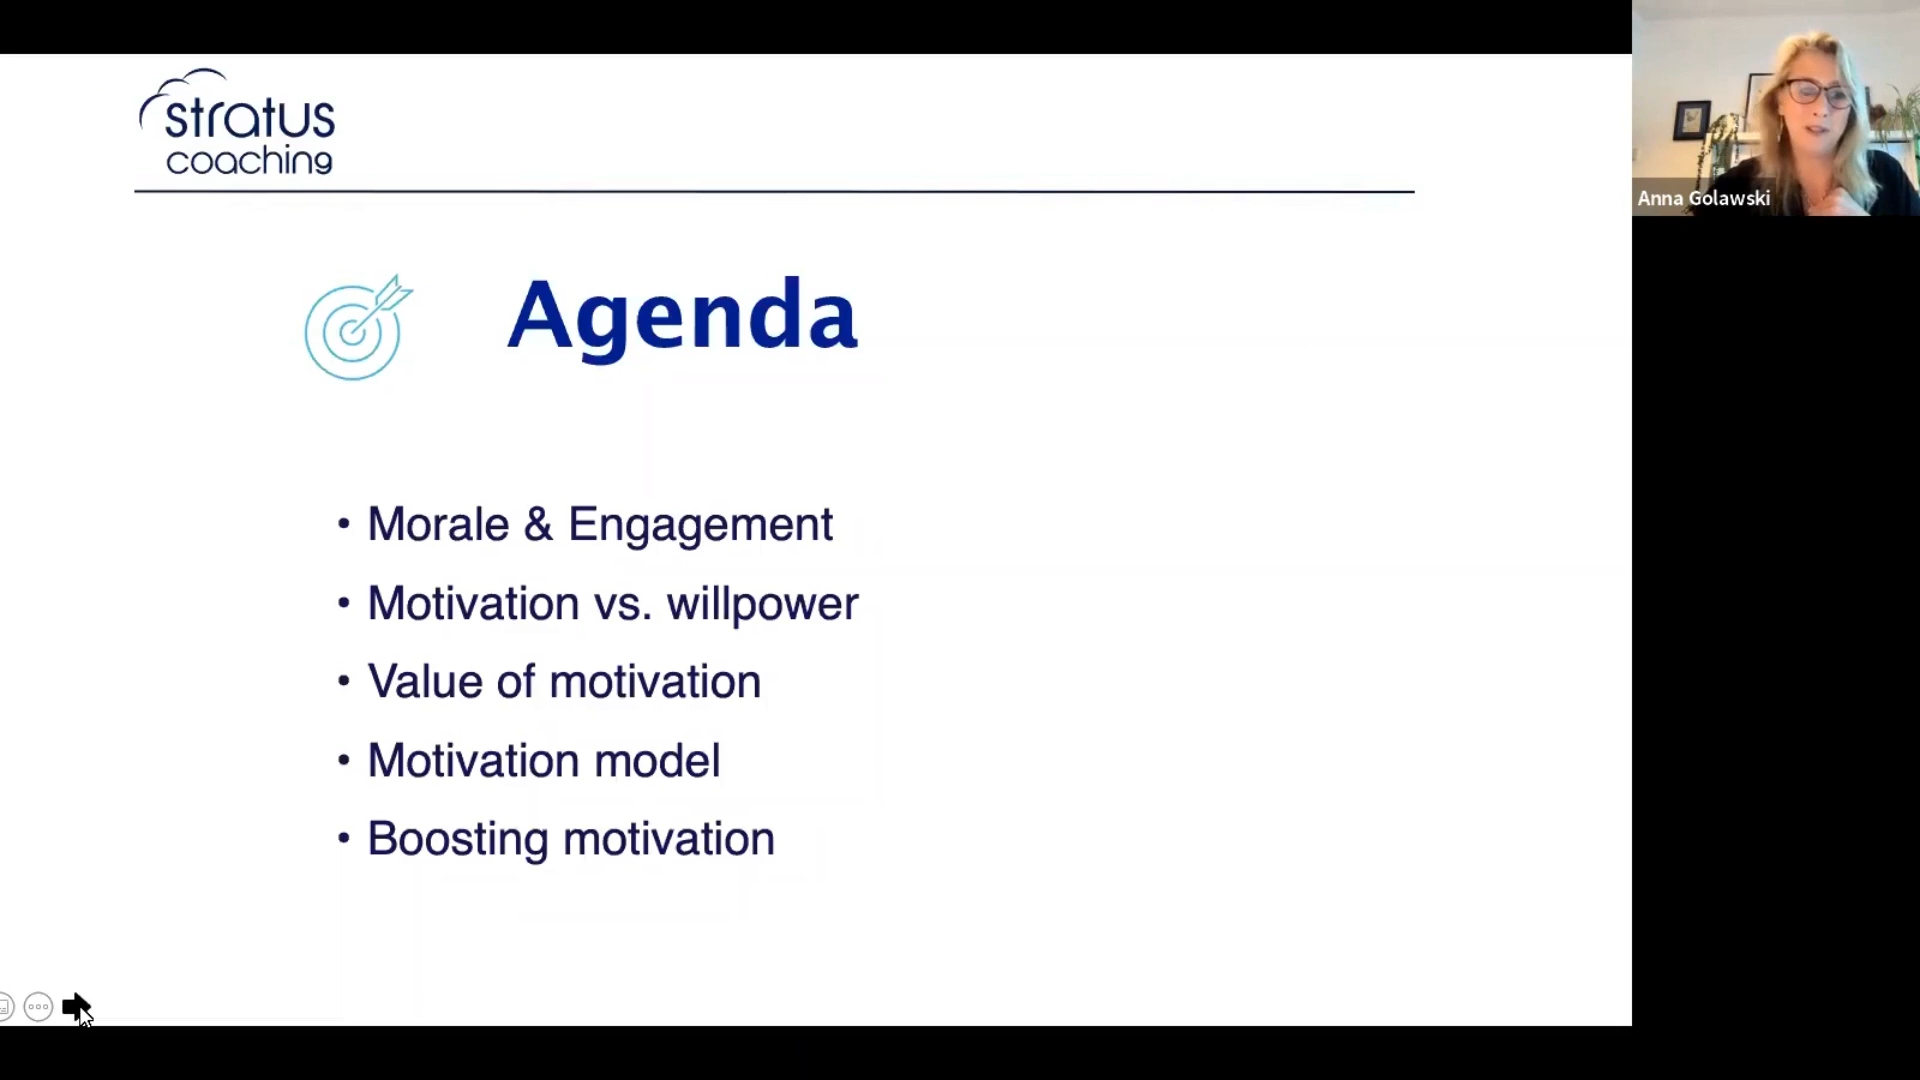 stratus
coaching
Anna Golawski
Agenda
• Morale & Engagement
• Motivation vs. willpower
• Value of motivation
• Motivation model
• Boosting motivation